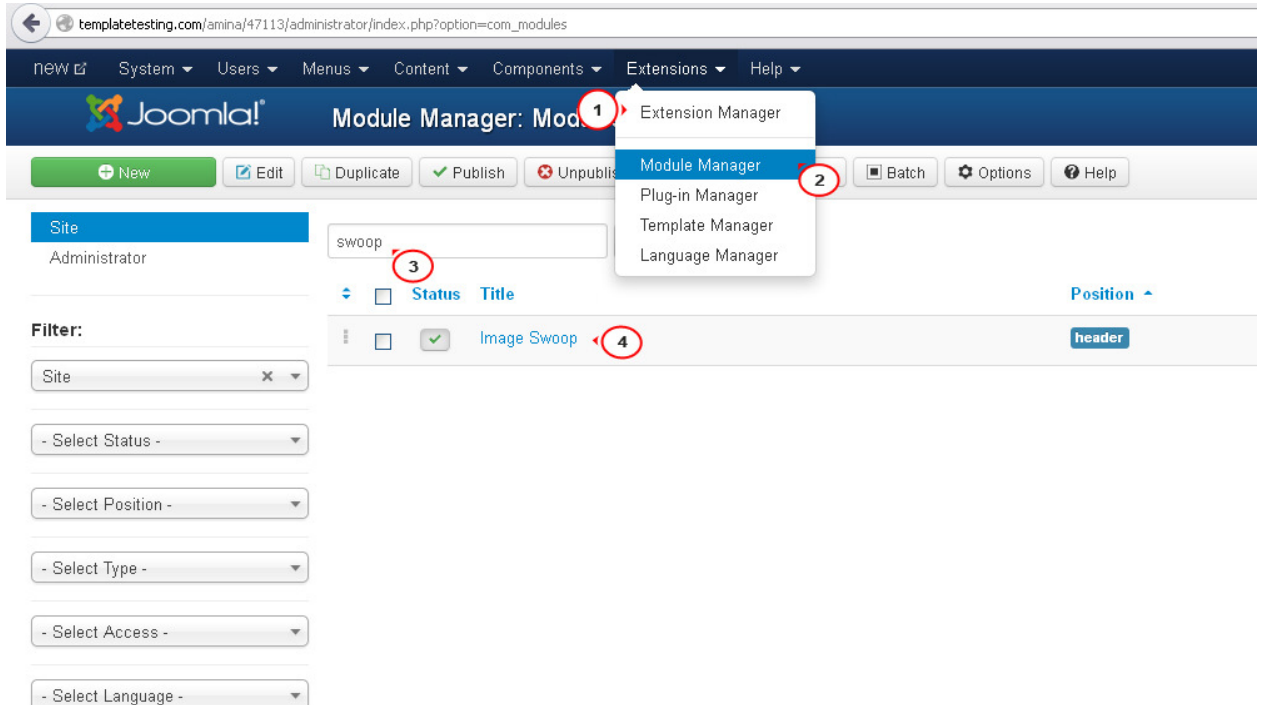 templatetesting.com/amina/47113/administrator/index.php?option=com_modules
new System Users Menus Content Components Extensions Help
Joomla!® Module Manager: Mod
1 Extension Manager
New Edit Duplicate Publish Unpublis Module Manager 2 Batch Options Help
Plug-in Manager
Site Template Manager
Administrator swoop Language Manager
3
Status Title Position
Filter:
Image Swoop 4 header
Site
- Select Status -
- Select Position -
- Select Type -
- Select Access -
- Select Language -